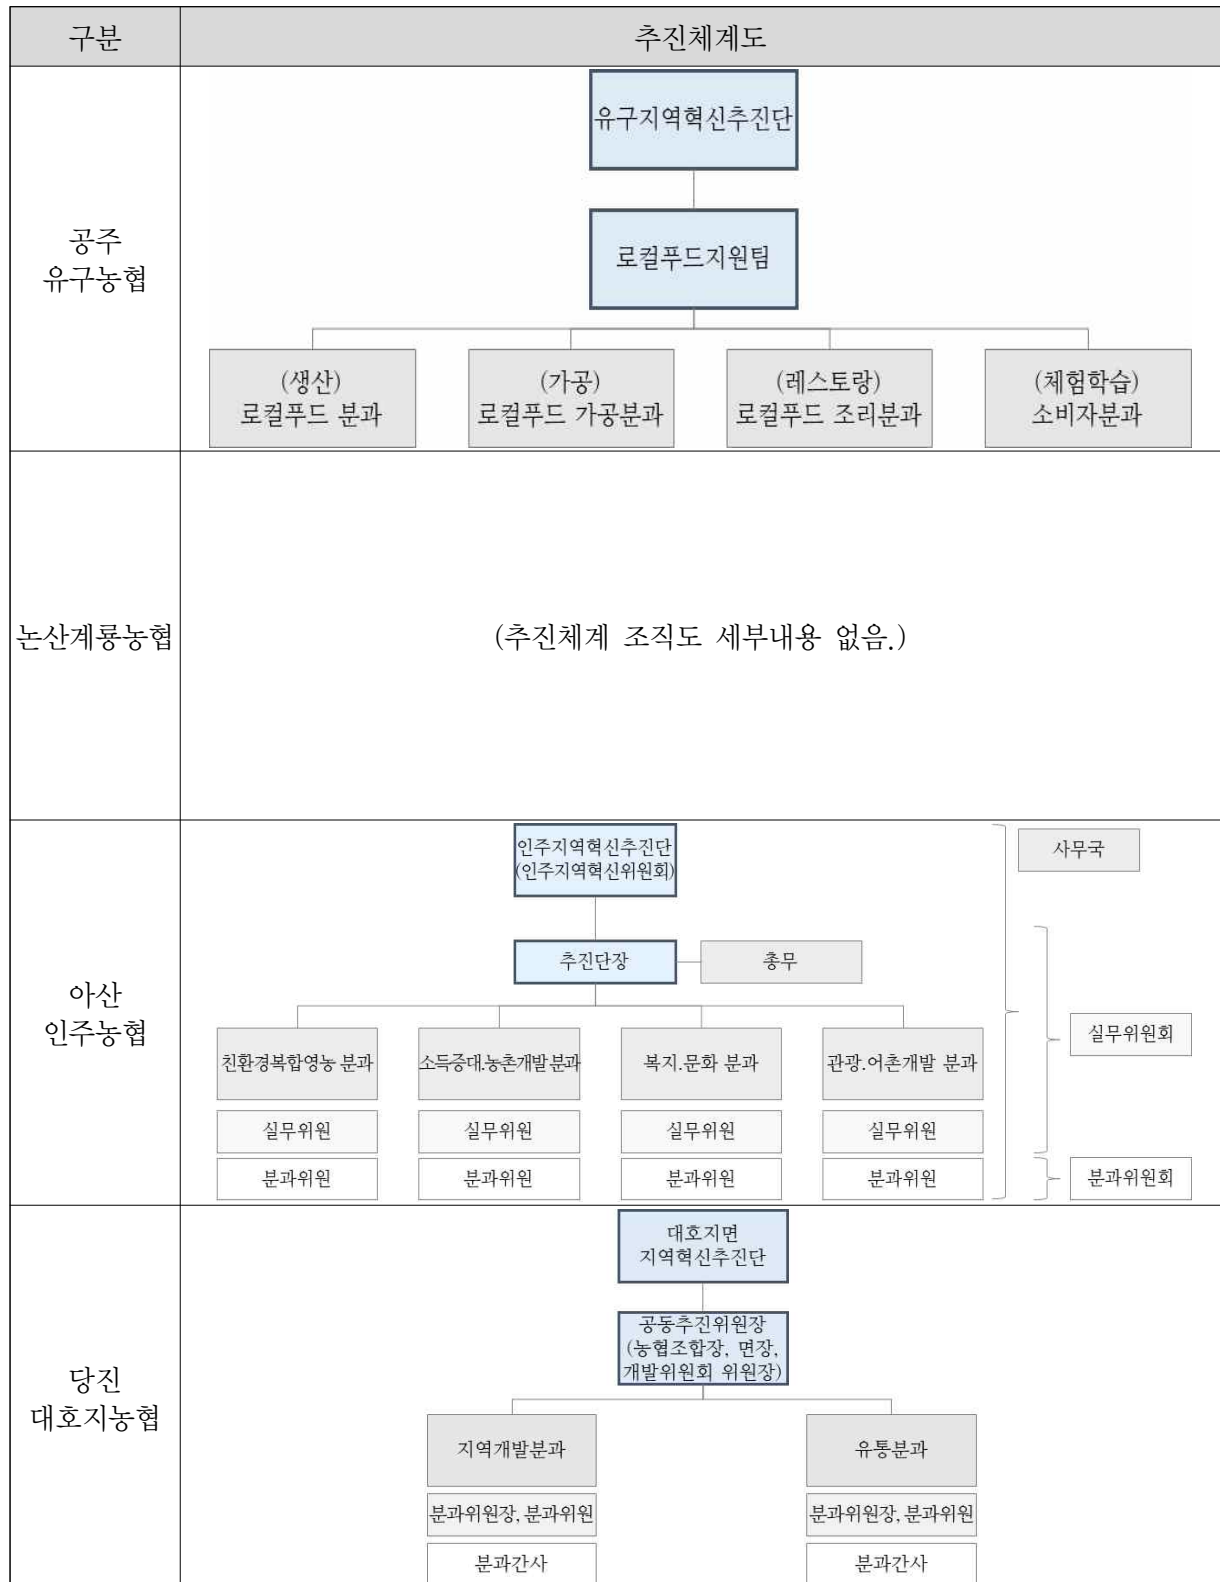 구분
추진체계도
공주
유구농협
유구지역혁신추진단
로컬푸드지원팀
(생산)
로컬푸드 분과
(가공)
로컬푸드 가공분과
(레스토랑)
로컬푸드 조리분과
(체험학습)
소비자분과
논산계룡농협
(추진체계 조직도 세부내용 없음.)
아산
인주농협
인주지역혁신추진단
(인주지역혁신위원회)
사무국
추진단장
총무
친환경복합영농 분과
소득증대.농촌개발분과
복지.문화 분과
관광.어촌개발 분과
실무위원회
실무위원
실무위원
실무위원
실무위원
분과위원
분과위원
분과위원
분과위원
분과위원회
당진
대호지농협
대호지면
지역혁신추진단
공동추진위원장
(농협조합장, 면장,
개발위원회 위원장)
지역개발분과
유통분과
분과위원장, 분과위원
분과위원장, 분과위원
분과간사
분과간사